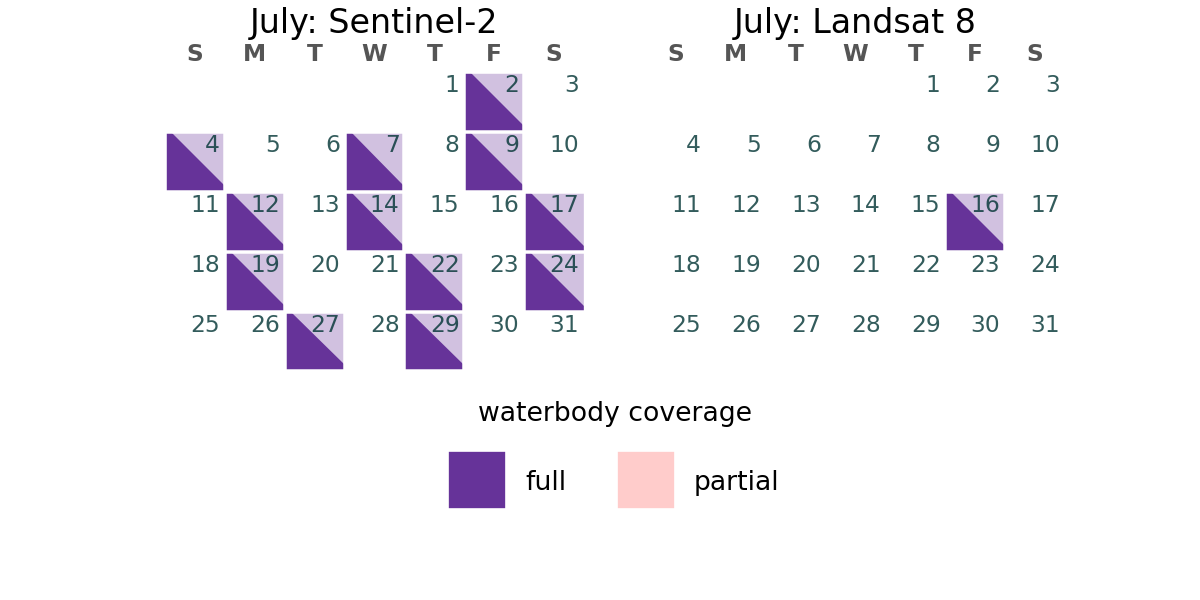 July: Sentinel-2
S M T W T F S
1 2 3
4 5 6 7 8 9 10
11 12 13 14 15 16 17
18 19 20 21 22 23 24
25 26 27 28 29 30 31
July: Landsat 8
S M T W T F S
1 2 3
4 5 6 7 8 9 10
11 12 13 14 15 16 17
18 19 20 21 22 23 24
25 26 27 28 29 30 31
waterbody coverage
full partial